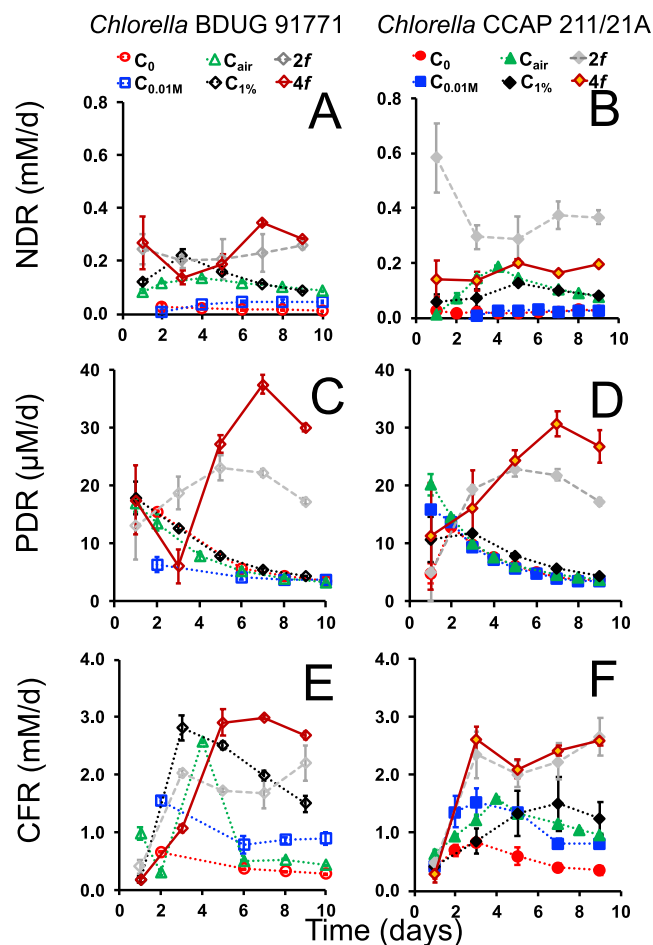 Chlorella BDUG 91771 Chlorella CCAP 211/21A
C0 Cair 2f C0 Cair 2f
C0.01M C1% 4f C0.01M C1% 4f
A B
NDR (mM/d)
0.8 0.8
0.6 0.6
0.4 0.4
0.2 0.2
0.0 0.0
0 2 4 6 8 10 0 2 4 6 8 10
C D
PDR (µM/d)
40 40
30 30
20 20
10 10
0 0
0 2 4 6 8 10 0 2 4 6 8 10
E F
CFR (mM/d)
4.0 4.0
3.0 3.0
2.0 2.0
1.0 1.0
0.0 0.0
0 2 4 6 8 10 0 2 4 6 8 10
Time (days)